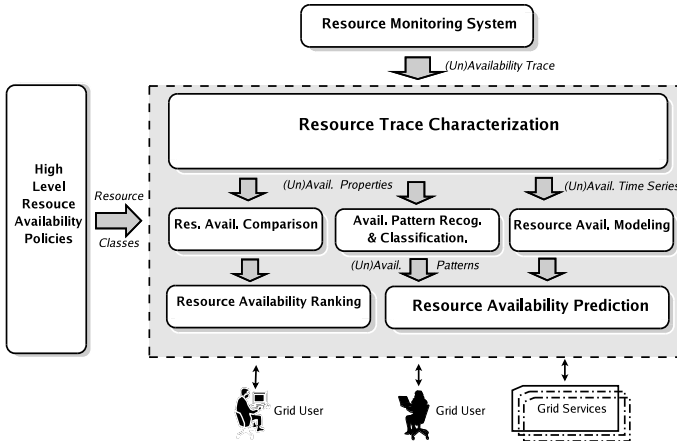 Resource Monitoring System
(Un)Availability Trace
Resource Trace Characterization
High
Level
Resouce
Availability
Policies
Resource
Classes
(Un)Avail. Properties
(Un)Avail. Time Series
Res. Avail. Comparison
Avail. Pattern Recog.
& Classification.
Resource Avail. Modeling
(Un)Avail. Patterns
Resource Availability Ranking
Resource Availability Prediction
Grid User
Grid User
Grid Services